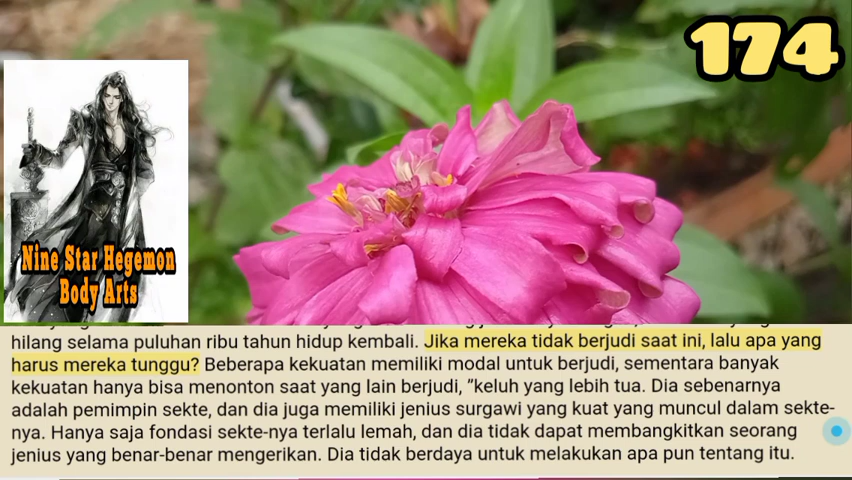 174
Nine Star Hegemon
Body Arts
hilang selama puluhan ribu tahun hidup kembali. Jika mereka tidak berjudi saat ini, lalu apa yang
harus mereka tunggu? Beberapa kekuatan memiliki modal untuk berjudi, sementara banyak
kekuatan hanya bisa menonton saat yang lain berjudi, ”keluh yang lebih tua. Dia sebenarnya
adalah pemimpin sekte, dan dia juga memiliki jenius surgawi yang kuat yang muncul dalam sekte-
nya. Hanya saja fondasi sekte-nya terlalu lemah, dan dia tidak dapat membangkitkan seorang
jenius yang benar-benar mengerikan. Dia tidak berdaya untuk melakukan apa pun tentang itu.